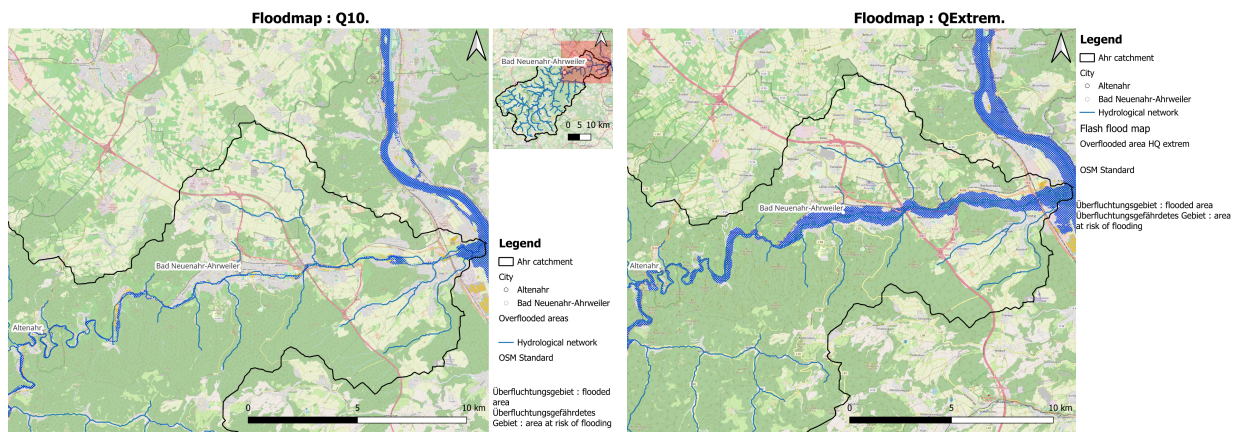 Floodmap : Q10.
Bad Neuenahr-Ahrweiler
0 5 10 km
Bad Neuenahr-Ahrweiler
Altenahr
Legend
Ahr catchment
City
Altenahr
Bad Neuenahr-Ahrweiler
Overflooded areas
Hydrological network
OSM Standard
Überfluchtungsgebiet : flooded
area
Überfluchtungsgefährdetes
Gebiet : area at risk of flooding
0 5 10 km
Floodmap : QExtrem.
Bad Neuenahr-Ahrweiler
Altenahr
0 5 10 km
Legend
Ahr catchment
City
Altenahr
Bad Neuenahr-Ahrweiler
Hydrological network
Flash flood map
Overflooded area HQ extrem
OSM Standard
Überfluchtungsgebiet : flooded area
Überfluchtungsgefährdetes Gebiet : area
at risk of flooding